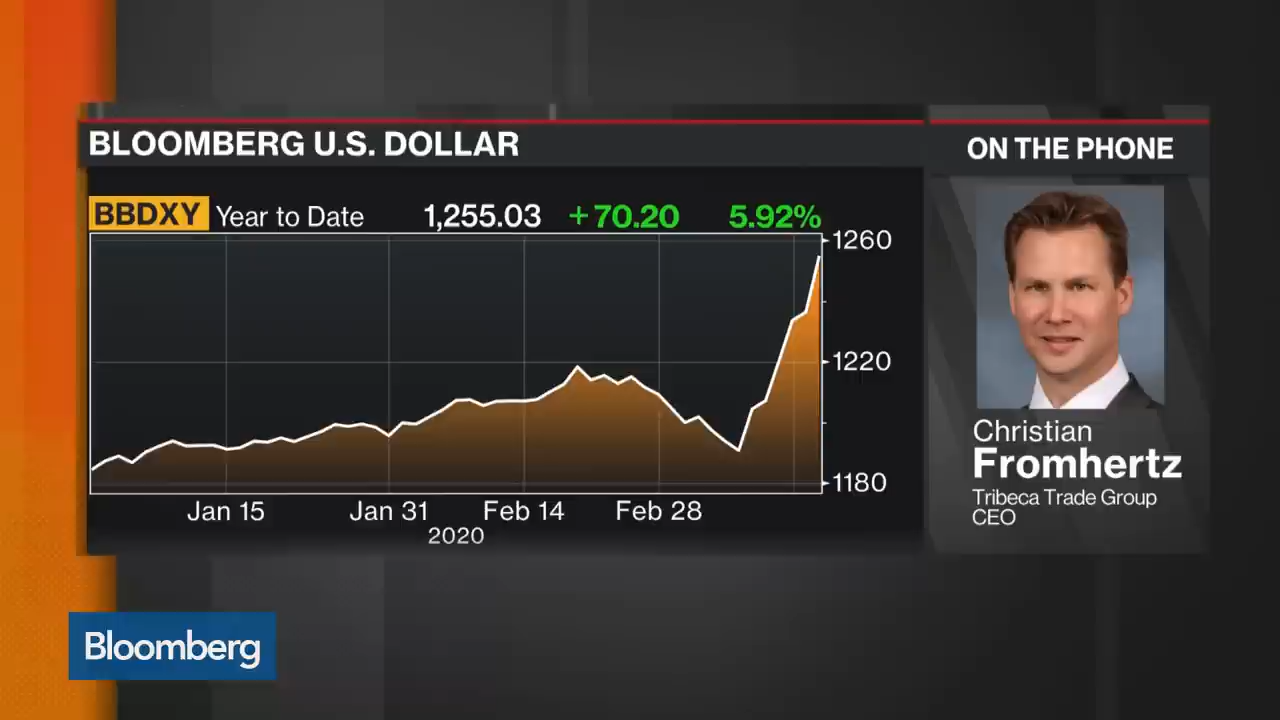 BLOOMBERG U.S. DOLLAR
BBDXY Year to Date 1,255.03 +70.20 5.92%
1260
1220
1180
Jan 15 Jan 31 Feb 14 Feb 28
2020
ON THE PHONE
Christian
Fromhertz
Tribeca Trade Group
CEO
Bloomberg